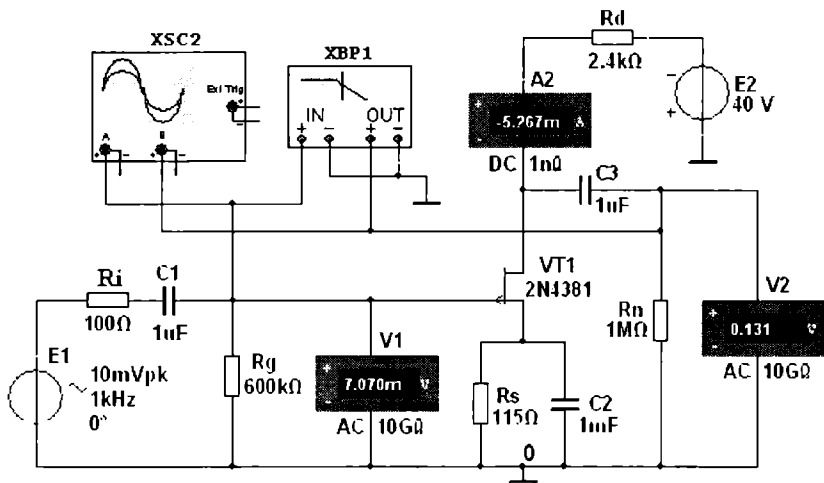 XSC2
Ext Trig
+
-
A
B
+ -
+ -
XBP1
IN OUT
+ - + -
Rd
2.4kΩ
E2
40 V
-
+
A2
+ -
-5.267m A
DC 1nΩ
C3
1uF
VT1
2N4381
Ri
100Ω
C1
1uF
E1
10mVpk
1kHz
0°
Rg
600kΩ
V1
+
-
7.070m V
AC 10GΩ
Rs
115Ω
C2
1mF
0
Rn
1MΩ
V2
+
-
0.131 V
AC 10GΩ